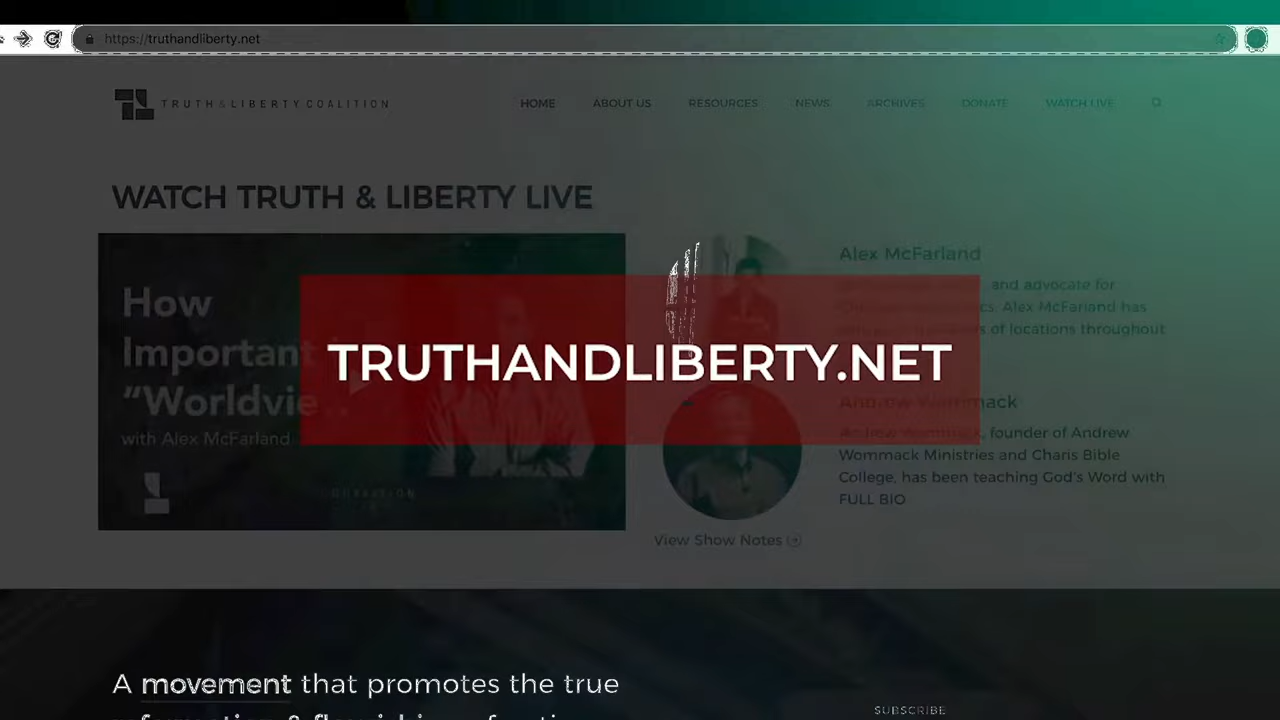 https://truthandliberty.net
TRUTH & LIBERTY COALITION
HOME ABOUT US RESOURCES NEWS ARCHIVES DONATE WATCH LIVE
WATCH TRUTH & LIBERTY LIVE
How
Important
“Worldvie...
with Alex McFarland
TRUTHANDLIBERTY.NET
Alex McFarland
and advocate for
Alex McFarland has
of locations throughout
Andrew Wommack
Andrew Wommack, founder of Andrew
Wommack Ministries and Charis Bible
College, has been teaching God's Word with
FULL BIO
View Show Notes
A movement that promotes the true
SUBSCRIBE